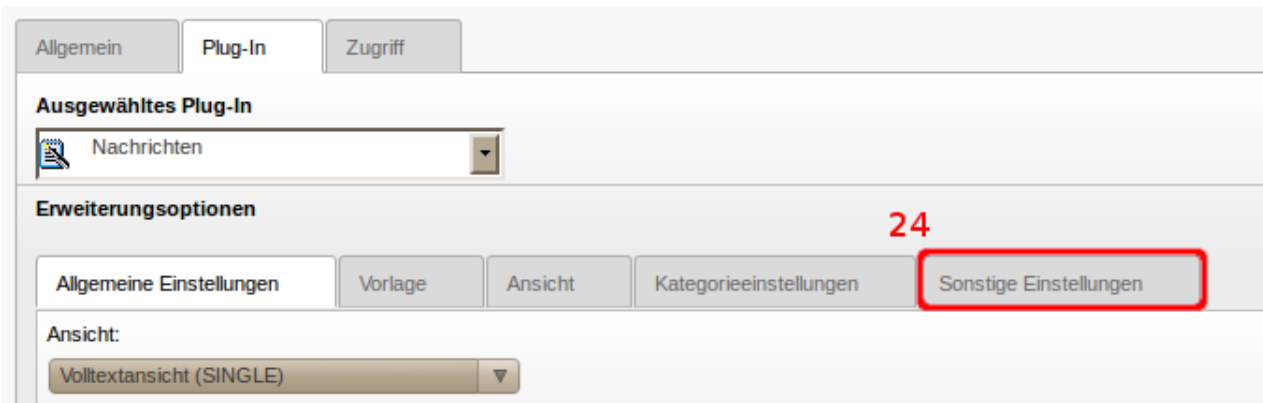 Allgemein Plug-In Zugriff
Ausgewähltes Plug-In
Nachrichten
Erweiterungsoptionen
24
Allgemeine Einstellungen Vorlage Ansicht Kategorieeinstellungen Sonstige Einstellungen
Ansicht:
Volltextansicht (SINGLE)